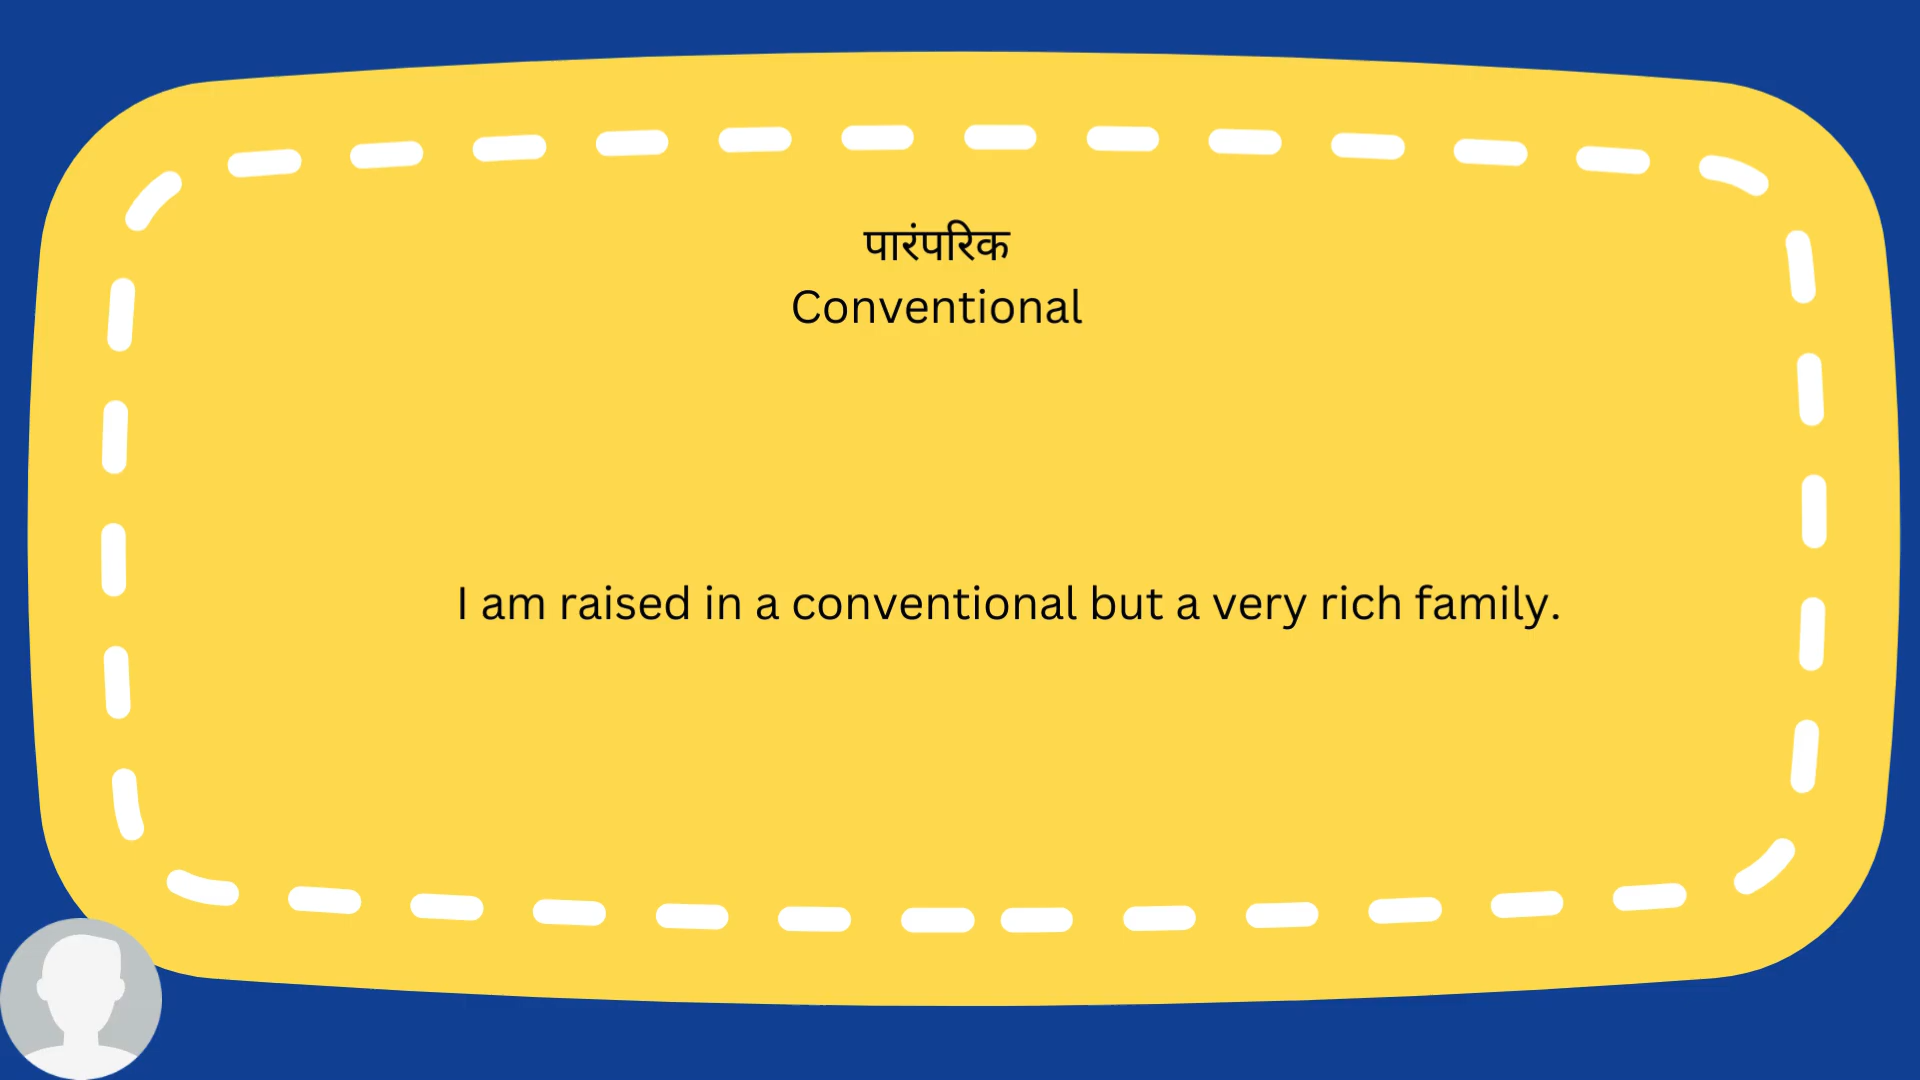 पारंपरिक
Conventional
I am raised in a conventional but a very rich family.